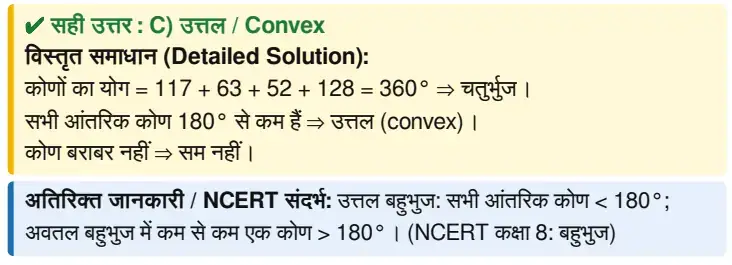 ✔ सही उत्तर : C) उत्तल / Convex
विस्तृत समाधान (Detailed Solution):
कोणों का योग = 117 + 63 + 52 + 128 = 360° ⇒ चतुर्भुज ।
सभी आंतरिक कोण 180° से कम हैं ⇒ उत्तल (convex) ।
कोण बराबर नहीं ⇒ सम नहीं ।
अतिरिक्त जानकारी / NCERT संदर्भ: उत्तल बहुभुज: सभी आंतरिक कोण < 180°;
अवतल बहुभुज में कम से कम एक कोण > 180° । (NCERT कक्षा 8: बहुभुज)